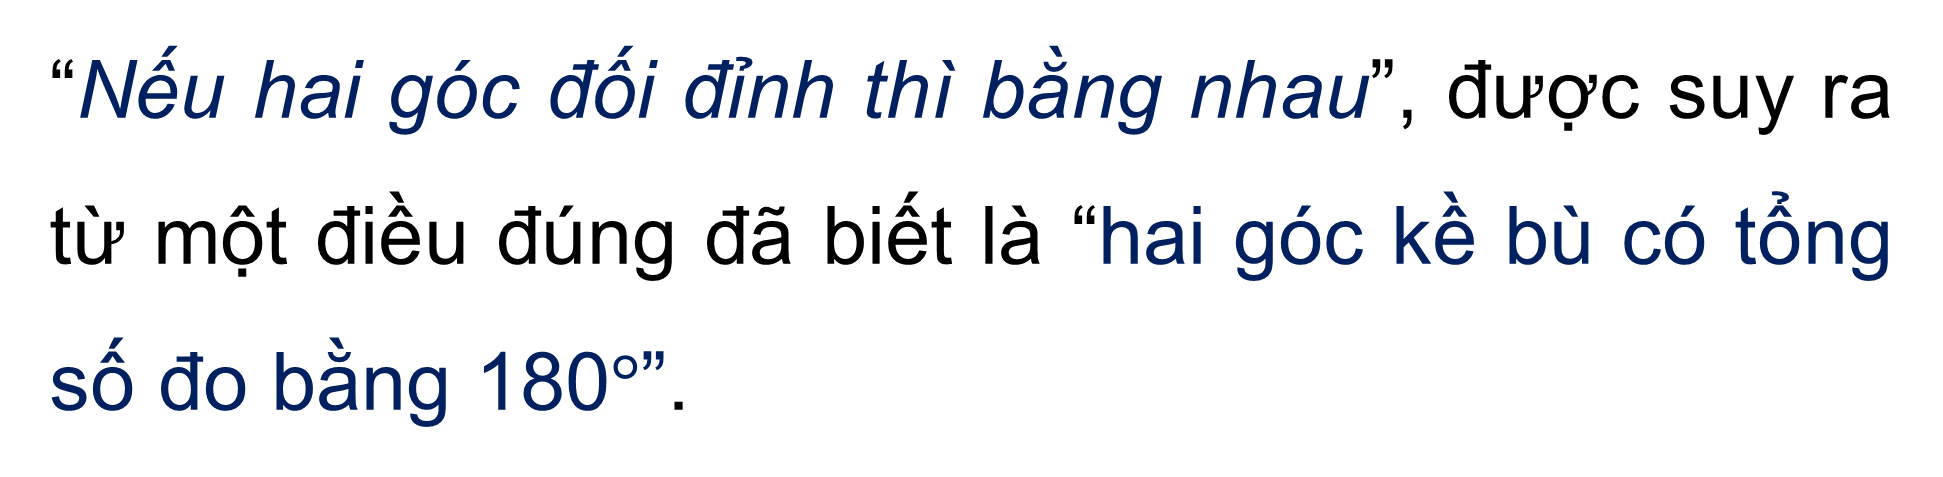 “Nếu hai góc đối đỉnh thì bằng nhau”, được suy ra
từ một điều đúng đã biết là “hai góc kề bù có tổng
số đo bằng 180°”.